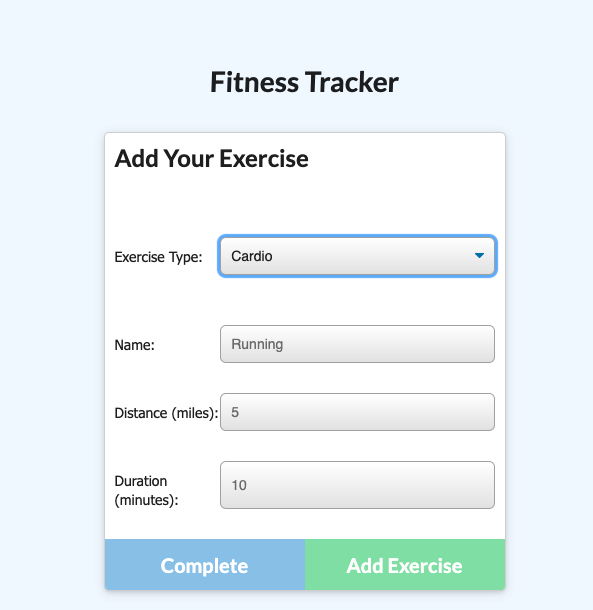 Fitness Tracker
Add Your Exercise
Exercise Type: Cardio
Name: Running
Distance (miles): 5
Duration
(minutes): 10
Complete Add Exercise